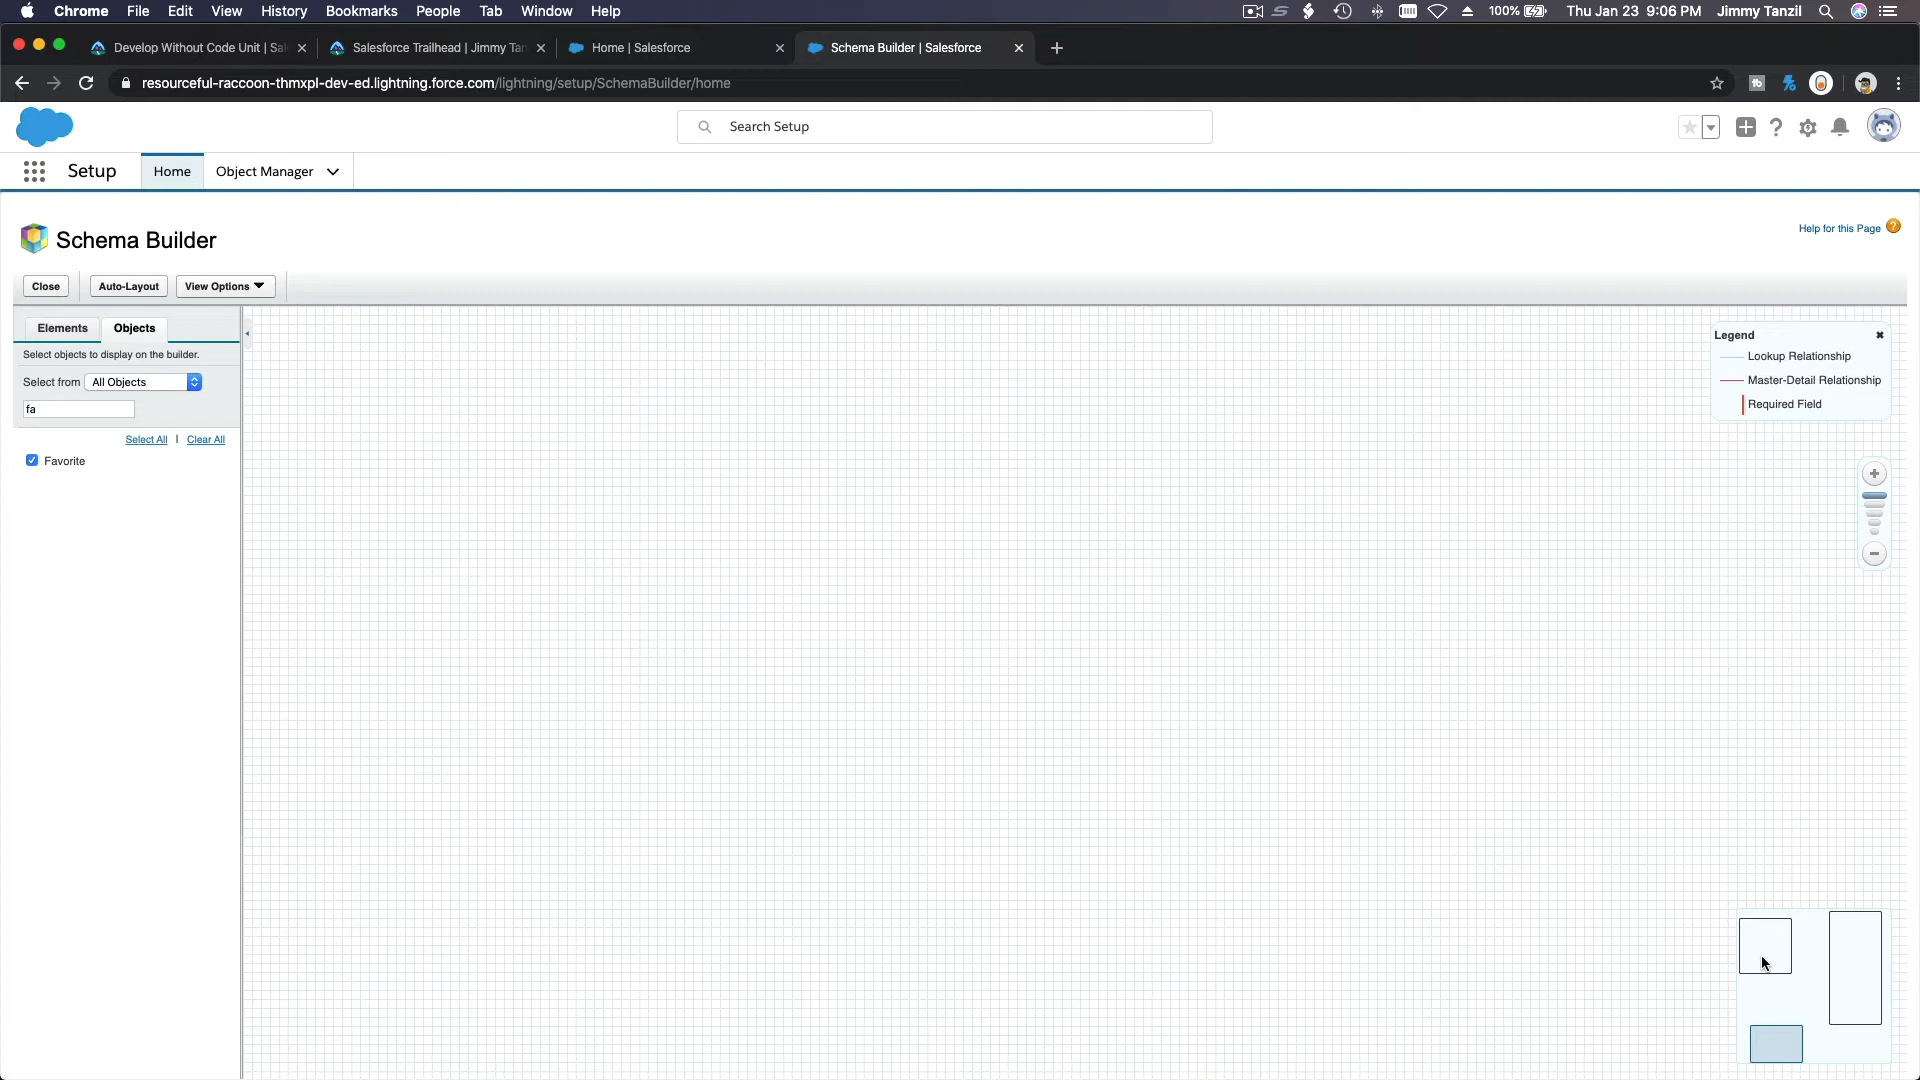 Chrome File Edit View History Bookmarks People Tab Window Help 100% Thu Jan 23 9:06 PM Jimmy Tanzil
Develop Without Code Unit | Sal Salesforce Trailhead | Jimmy Tan Home | Salesforce Schema Builder | Salesforce
resourceful-raccoon-thmxpl-dev-ed.lightning.force.com/lightning/setup/SchemaBuilder/home
Search Setup
Setup Home Object Manager
Schema Builder
Help for this Page
Close Auto-Layout View Options
Elements Objects
Select objects to display on the builder.
Select from All Objects
fa
Select All | Clear All
Favorite
Legend
Lookup Relationship
Master-Detail Relationship
Required Field